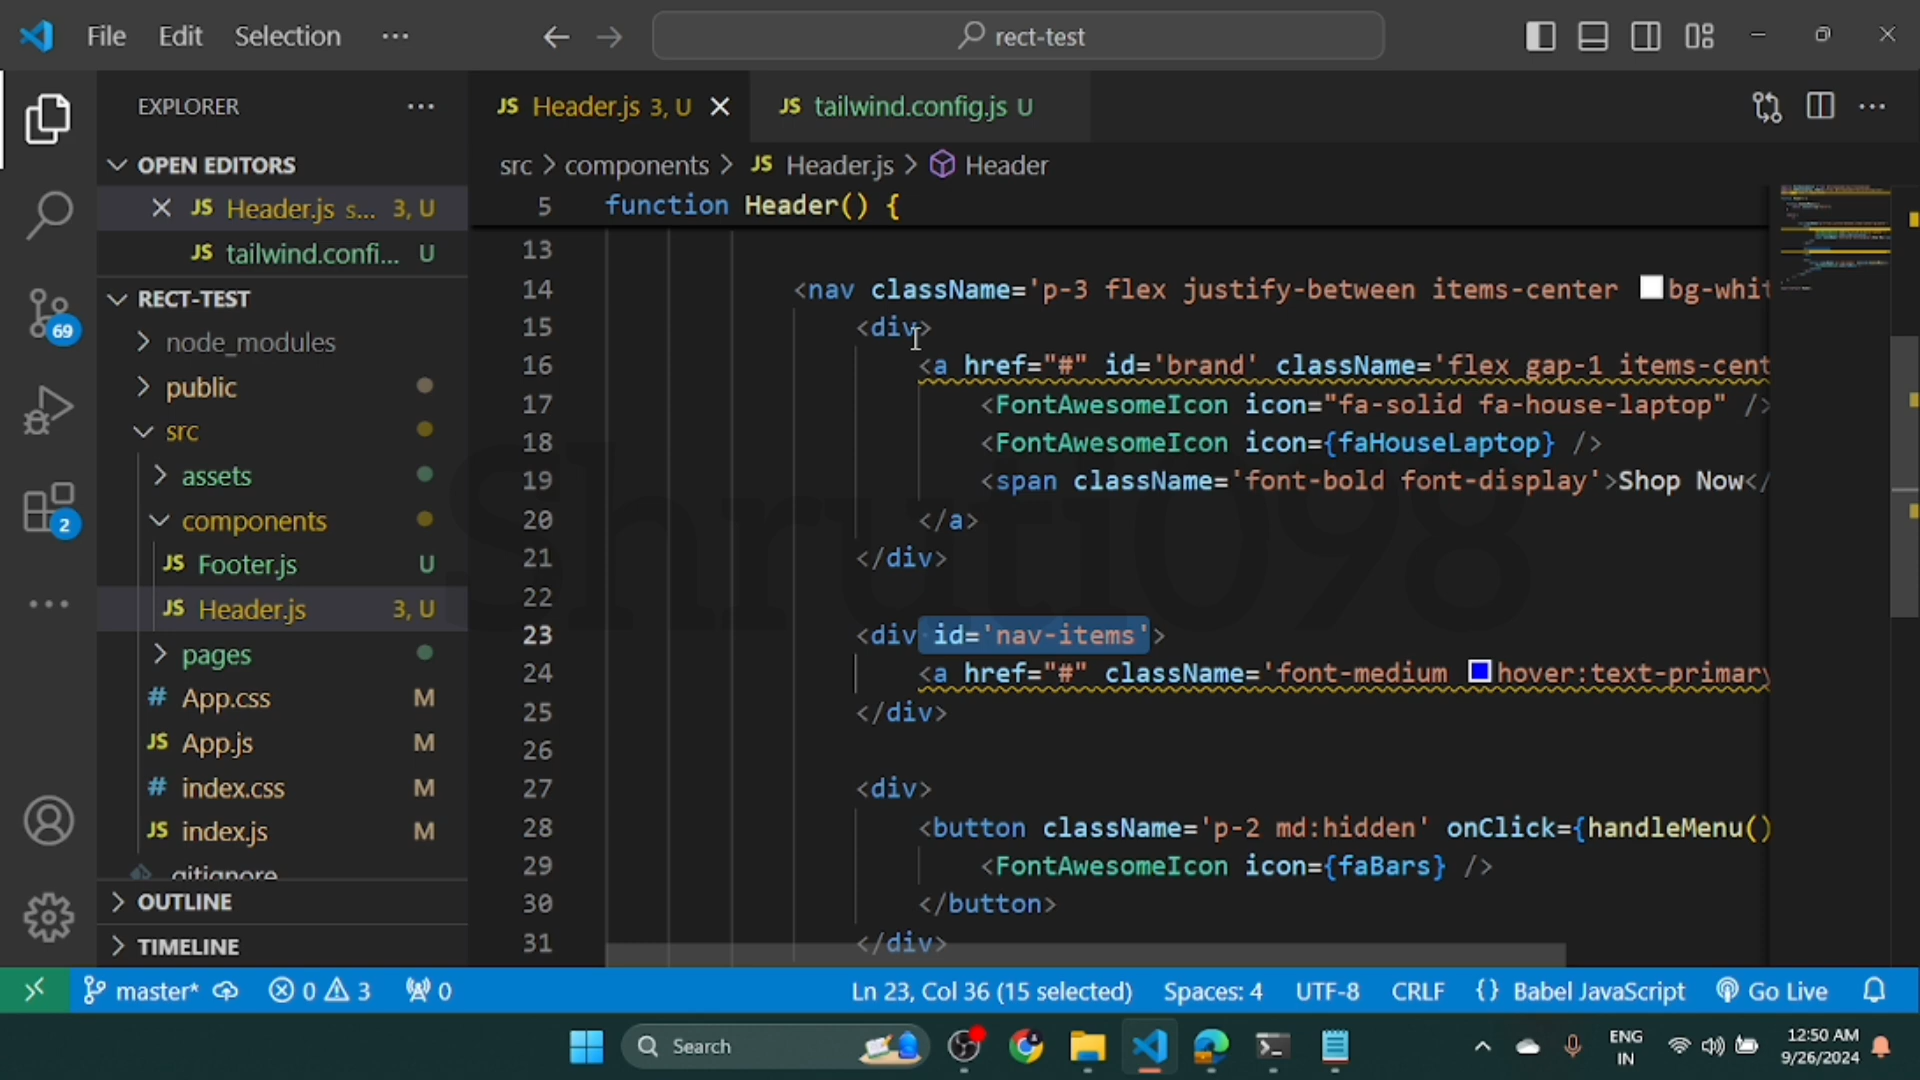 File Edit Selection ··· rect-test
EXPLORER ···
OPEN EDITORS
JS Header.js s... 3, U
JS tailwind.confi... U
RECT-TEST
node_modules
public
src
assets
components
JS Footer.js U
JS Header.js 3, U
pages
# App.css M
JS App.js M
# index.css M
JS index.js M
.gitignore
OUTLINE
TIMELINE
69
2
JS Header.js 3, U JS tailwind.config.js U
src > components > JS Header.js > Header
5 function Header() {
13
14 <nav className='p-3 flex justify-between items-center bg-whit
15 <div>
16 <a href="#" id='brand' className='flex gap-1 items-cent
17 <FontAwesomeIcon icon="fa-solid fa-house-laptop" />
18 <FontAwesomeIcon icon={faHouseLaptop} />
19 <span className='font-bold font-display'>Shop Now</
20 </a>
21 </div>
22
23 <div id='nav-items'>
24 <a href="#" className='font-medium hover:text-primary
25 </div>
26
27 <div>
28 <button className='p-2 md:hidden' onClick={handleMenu()
29 <FontAwesomeIcon icon={faBars} />
30 </button>
31 </div>
Shruti098
master* 0 3 0 Ln 23, Col 36 (15 selected) Spaces: 4 UTF-8 CRLF {} Babel JavaScript Go Live
Search
ENG
IN
12:50 AM
9/26/2024